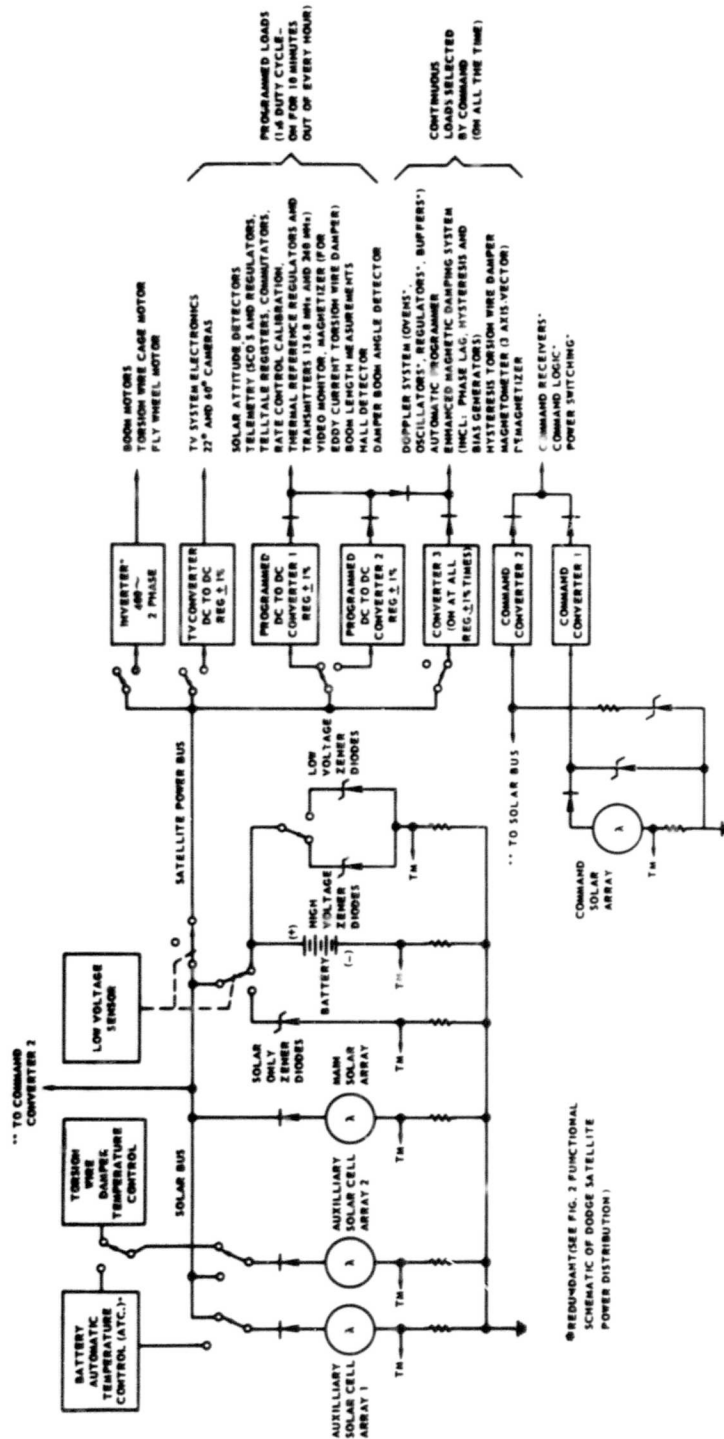 ** TO COMMAND
CONVERTER 2
BATTERY
AUTOMATIC
TEMPERATURE
CONTROL (ATC.)*
TORSION
WIRE
DAMPER
TEMPERATURE
CONTROL
LOW VOLTAGE
SENSOR
SOLAR BUS
SATELLITE POWER BUS
AUXILLIARY
SOLAR CELL
ARRAY 1
λ
TM
AUXILLIARY
SOLAR CELL
ARRAY 2
λ
TM
MAIN
SOLAR
ARRAY
λ
TM
SOLAR
ONLY
ZENER
DIODES
TM
BATTERY
(+)
(-)
TM
HIGH
VOLTAGE
ZENER
DIODES
LOW
VOLTAGE
ZENER
DIODES
TM
INVERTER*
400~
2 PHASE
BOOM MOTORS
TORSION WIRE CAGE MOTOR
FLY WHEEL MOTOR
TV CONVERTER
DC TO DC
REG ± 1%
TV SYSTEM ELECTRONICS
22° AND 60° CAMERAS
PROGRAMMED
DC TO DC
CONVERTER 1
REG ± 1%
PROGRAMMED
DC TO DC
CONVERTER 2
REG ± 1%
SOLAR ATTITUDE DETECTORS
TELEMETRY (SCO'S AND REGULATORS,
TELLTALE REGISTERS, COMMUTATORS,
RATE CONTROL CALIBRATION,
THERMAL REFERENCE REGULATORS AND
TRANSMITTERS (136.8 MHz AND 240 MHz)
VIDEO MONITOR, MAGNETIZER (FOR
EDDY CURRENT TORSION WIRE DAMPER)
BOOM LENGTH MEASUREMENTS
HALL DETECTOR
DAMPER BOOM ANGLE DETECTOR
PROGRAMMED LOADS
(1:6 DUTY CYCLE-
ON FOR 10 MINUTES
OUT OF EVERY HOUR)
CONVERTER 3
(ON AT ALL
REG ± 1% TIMES)
DOPPLER SYSTEM (OVENS*,
OSCILLATORS*, REGULATORS*, BUFFERS*)
AUTOMATIC PROGRAMMER
ENHANCED MAGNETIC DAMPING SYSTEM
(INCL: PHASE LAG, HYSTERESIS AND
BIAS GENERATORS)
HYSTERESIS TORSION WIRE DAMPER
MAGNETOMETER (3 AXIS-VECTOR)
DEMAGNETIZER
CONTINUOUS
LOADS SELECTED
BY COMMAND
(ON ALL THE TIME)
COMMAND
CONVERTER 2
COMMAND
CONVERTER 1
COMMAND RECEIVERS*
COMMAND LOGIC*
POWER SWITCHING*
** TO SOLAR BUS
COMMAND
SOLAR
ARRAY
λ
TM
*REDUNDANT (SEE FIG. 2 FUNCTIONAL
SCHEMATIC OF DODGE SATELLITE
POWER DISTRIBUTION)